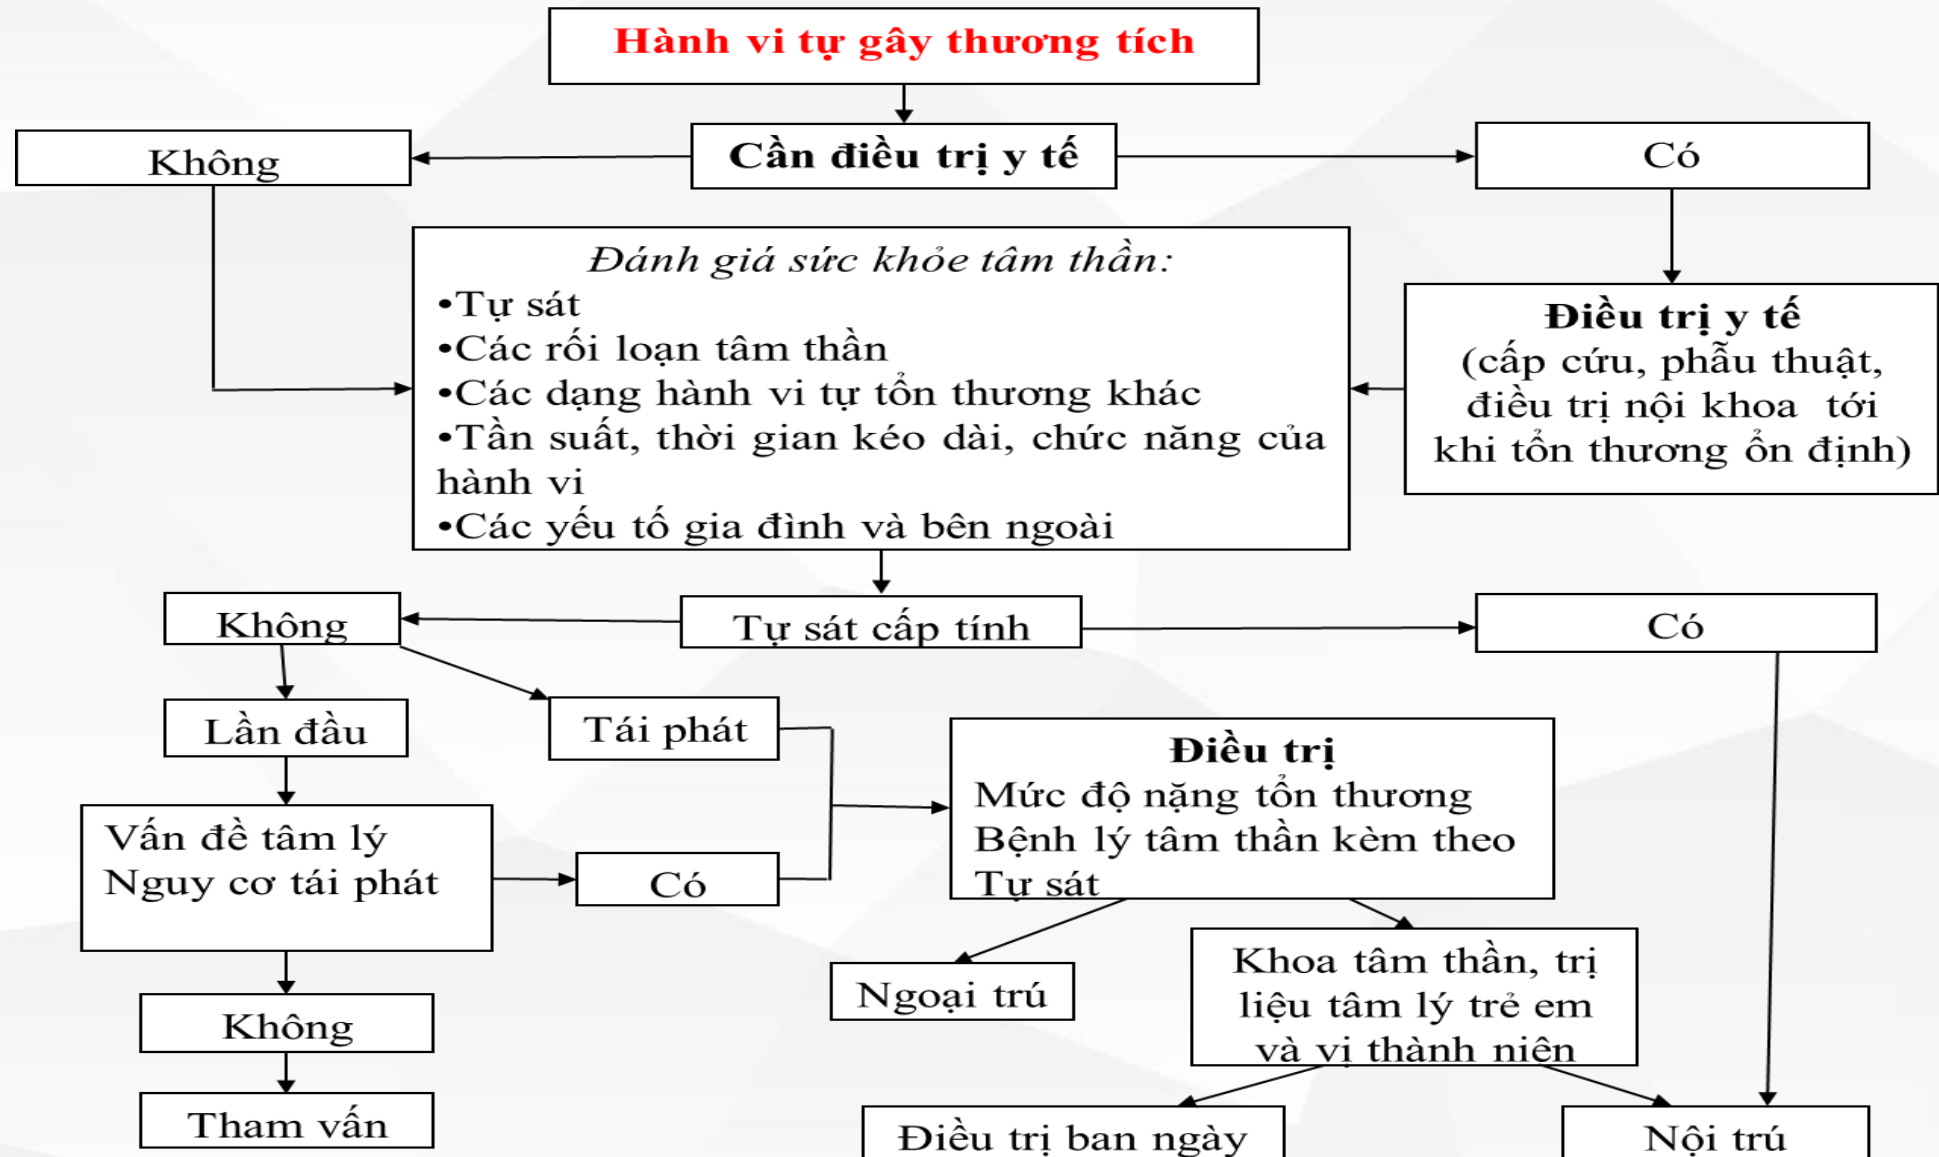 Hành vi tự gây thương tích
Không
Cần điều trị y tế
Có
Đánh giá sức khỏe tâm thần:
•Tự sát
•Các rối loạn tâm thần
•Các dạng hành vi tự tổn thương khác
•Tần suất, thời gian kéo dài, chức năng của
hành vi
•Các yếu tố gia đình và bên ngoài
Điều trị y tế
(cấp cứu, phẫu thuật,
điều trị nội khoa tới
khi tổn thương ổn định)
Không
Tự sát cấp tính
Có
Lần đầu
Tái phát
Vấn đề tâm lý
Nguy cơ tái phát
Có
Điều trị
Mức độ nặng tổn thương
Bệnh lý tâm thần kèm theo
Tự sát
Không
Tham vấn
Ngoại trú
Khoa tâm thần, trị
liệu tâm lý trẻ em
và vị thành niên
Điều trị ban ngày
Nội trú